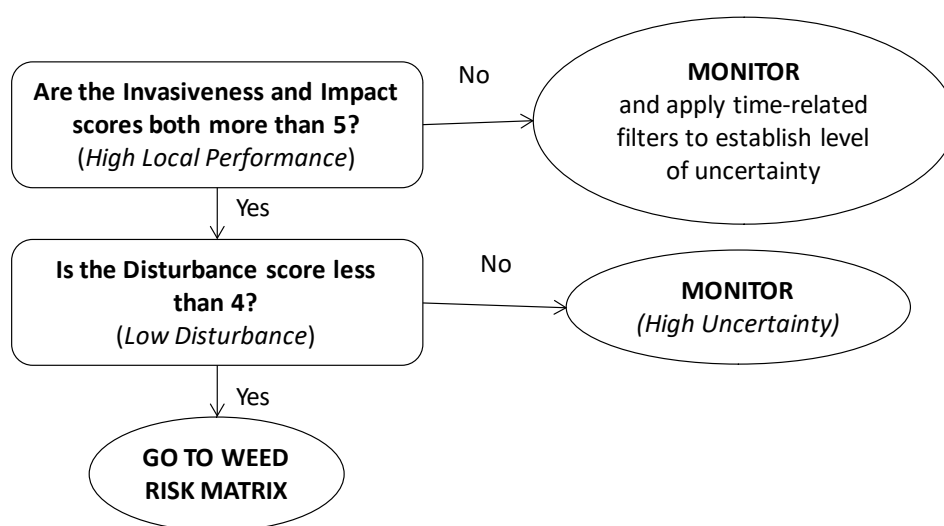 Are the Invasiveness and Impact
scores both more than 5?
(High Local Performance)
No
MONITOR
and apply time-related
filters to establish level
of uncertainty
Yes
Is the Disturbance score less
than 4?
(Low Disturbance)
No
MONITOR
(High Uncertainty)
Yes
GO TO WEED
RISK MATRIX